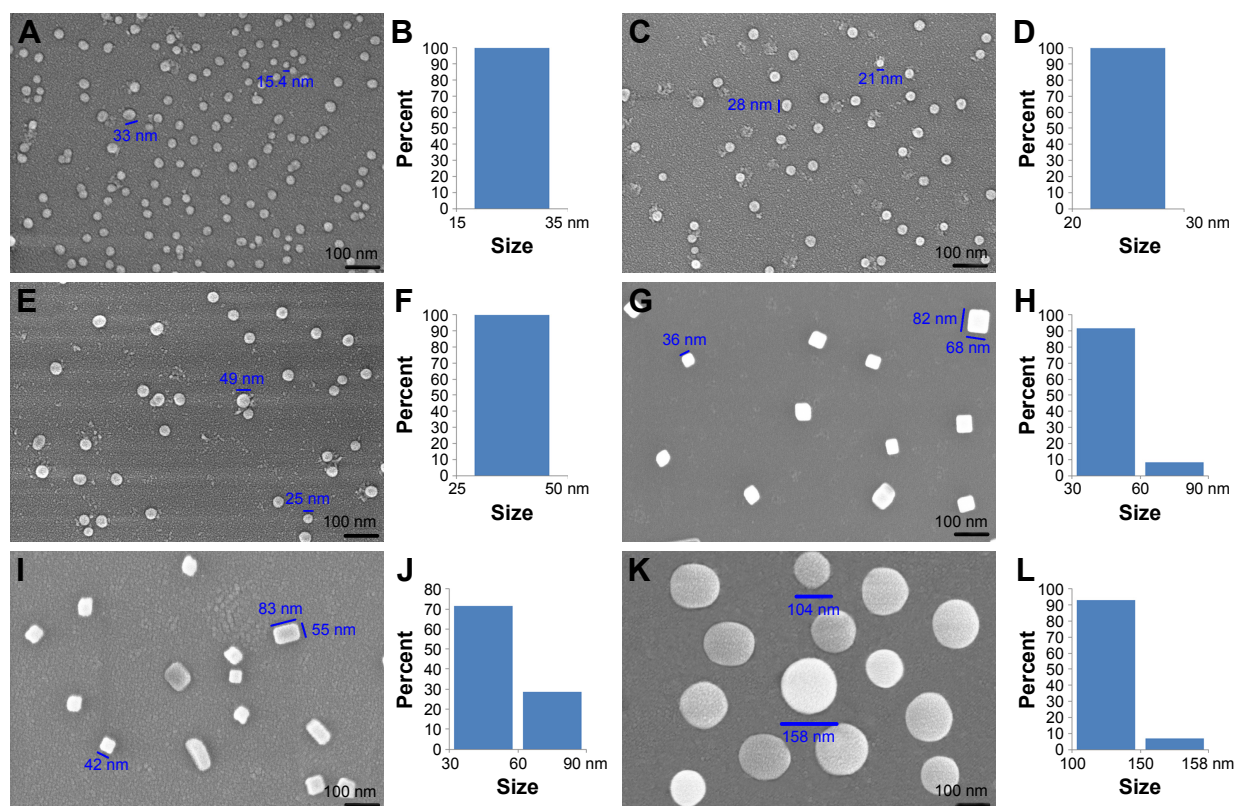 A
15.4 nm
33 nm
100 nm
B
Percent
100
90
80
70
60
50
40
30
20
10
0
15 35 nm
Size
C
21 nm
28 nm
100 nm
D
Percent
100
90
80
70
60
50
40
30
20
10
0
20 30 nm
Size
E
49 nm
25 nm
100 nm
F
Percent
100
90
80
70
60
50
40
30
20
10
0
25 50 nm
Size
G
82 nm
36 nm
68 nm
100 nm
H
Percent
100
90
80
70
60
50
40
30
20
10
0
30 60 90 nm
Size
I
83 nm
55 nm
42 nm
100 nm
J
Percent
80
70
60
50
40
30
20
10
0
30 60 90 nm
Size
K
104 nm
158 nm
100 nm
L
Percent
100
90
80
70
60
50
40
30
20
10
0
100 150 158 nm
Size